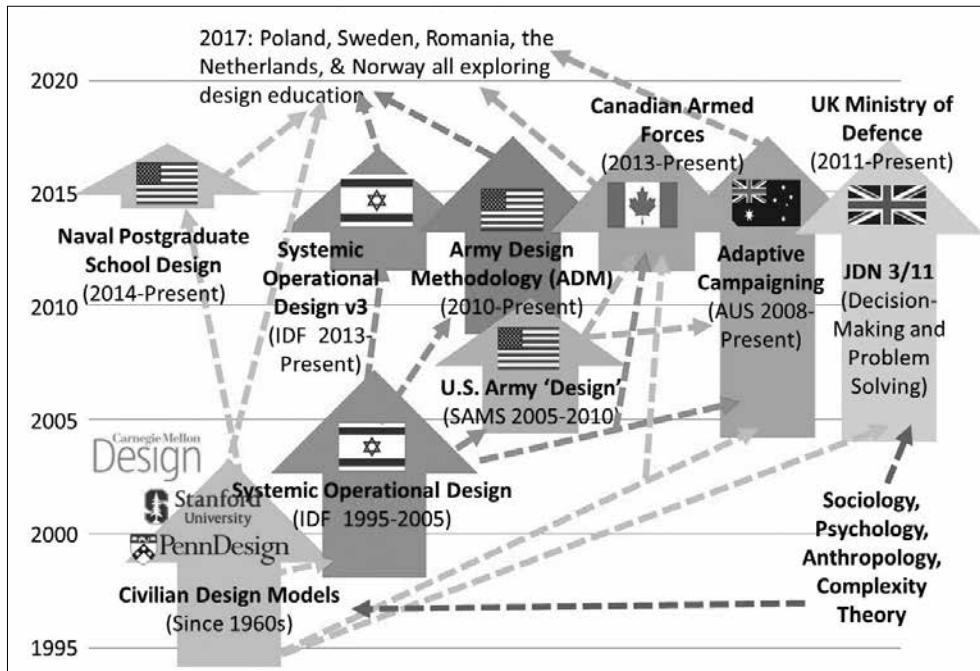 2017: Poland, Sweden, Romania, the
Netherlands, & Norway all exploring
design education
2020
2015
2010
2005
2000
1995
Naval Postgraduate
School Design
(2014-Present)
Systemic
Operational
Design v3
(IDF 2013-
Present)
Army Design
Methodology (ADM)
(2010-Present)
Canadian Armed
Forces
(2013-Present)
Adaptive
Campaigning
(AUS 2008-
Present)
UK Ministry of
Defence
(2011-Present)
JDN 3/11
(Decision-
Making and
Problem
Solving)
U.S. Army ‘Design’
(SAMS 2005-2010)
Carnegie Mellon
Design
Stanford
University
PennDesign
Systemic Operational Design
(IDF 1995-2005)
Civilian Design Models
(Since 1960s)
Sociology,
Psychology,
Anthropology,
Complexity
Theory